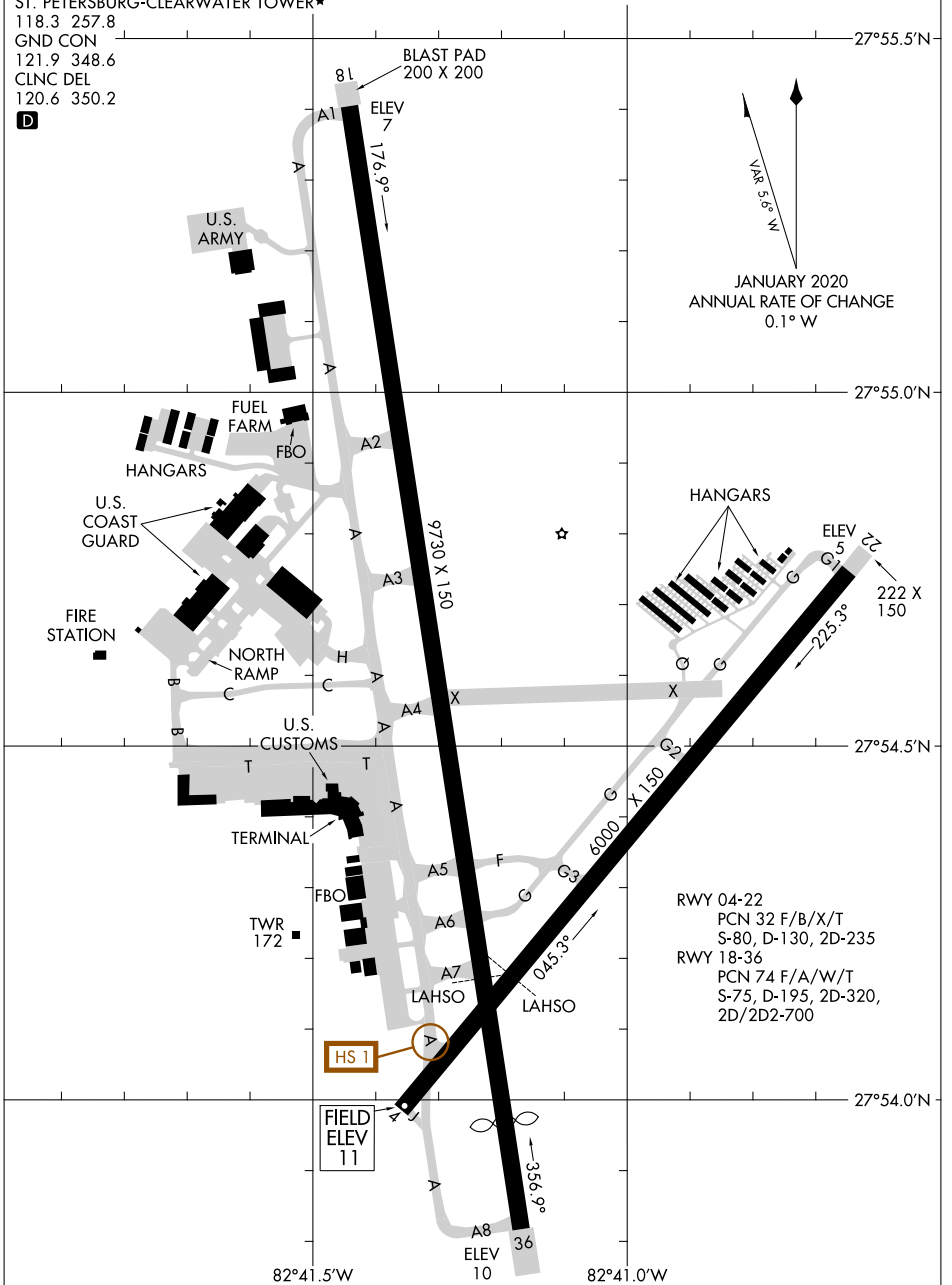 ST. PETERSBURG-CLEARWATER TOWER★
118.3 257.8
GND CON
121.9 348.6
CLNC DEL
120.6 350.2
D
27°55.5'N
BLAST PAD
200 X 200
18
ELEV
7
A1
176.9°
A
VAR 5.6° W
U.S.
ARMY
JANUARY 2020
ANNUAL RATE OF CHANGE
0.1° W
A
27°55.0'N
FUEL
FARM
FBO
A2
HANGARS
U.S.
COAST
GUARD
A
9730 X 150
HANGARS
ELEV
5
22
G1
G
222 X
150
A3
225.3°
FIRE
STATION
NORTH
RAMP
H
Q
G
B
C
C
A
X
X
A4
B
U.S.
CUSTOMS
A
G2
27°54.5'N
T
T
G
6000 X 150
A
TERMINAL
A5
F
G3
FBO
G
A6
TWR
172
045.3°
RWY 04-22
PCN 32 F/B/X/T
S-80, D-130, 2D-235
RWY 18-36
PCN 74 F/A/W/T
S-75, D-195, 2D-320,
2D/2D2-700
A7
LAHSO
LAHSO
A
HS 1
27°54.0'N
FIELD
ELEV
11
4
J
356.9°
A
A8
36
ELEV
10
82°41.5'W
82°41.0'W